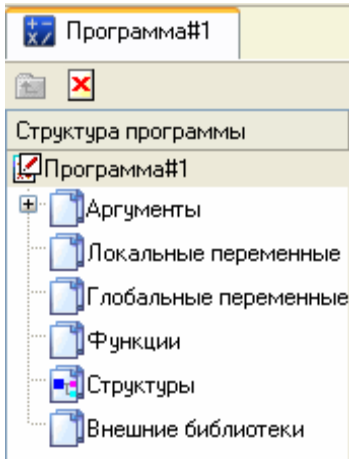 Программа#1
Структура программы
Программа#1
Аргументы
Локальные переменные
Глобальные переменные
Функции
Структуры
Внешние библиотеки